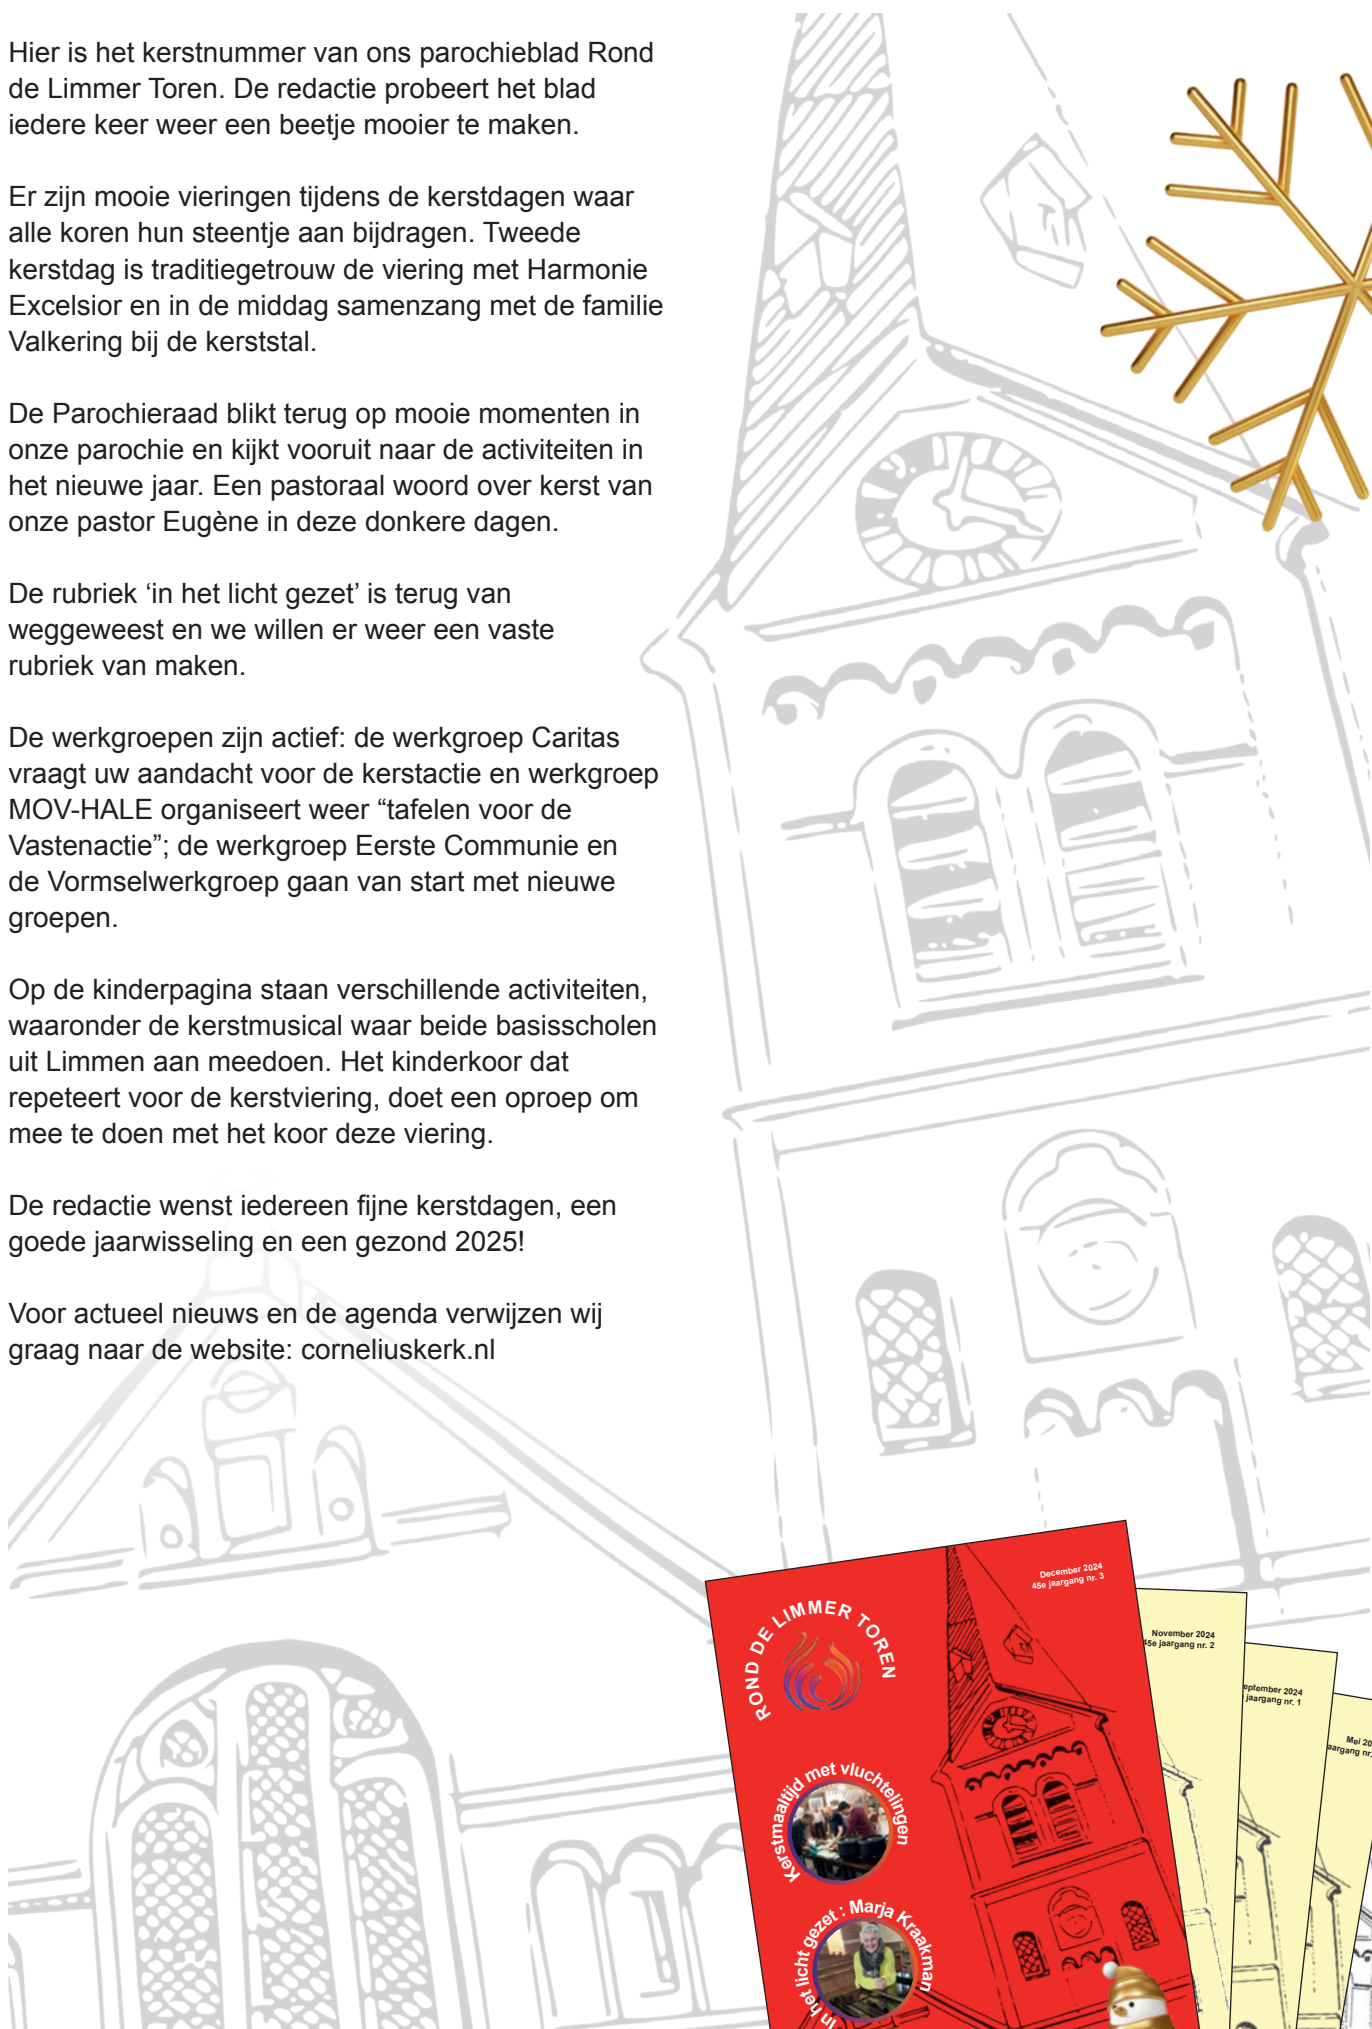 Hier is het kerstnummer van ons parochieblad Rond
de Limmer Toren. De redactie probeert het blad
iedere keer weer een beetje mooier te maken.
Er zijn mooie vieringen tijdens de kerstdagen waar
alle koren hun steentje aan bijdragen. Tweede
kerstdag is traditiegetrouw de viering met Harmonie
Excelsior en in de middag samenzang met de familie
Valkering bij de kerststal.
De Parochieraad blikt terug op mooie momenten in
onze parochie en kijkt vooruit naar de activiteiten in
het nieuwe jaar. Een pastoraal woord over kerst van
onze pastor Eugène in deze donkere dagen.
De rubriek ‘in het licht gezet’ is terug van
weggeweest en we willen er weer een vaste
rubriek van maken.
De werkgroepen zijn actief: de werkgroep Caritas
vraagt uw aandacht voor de kerstactie en werkgroep
MOV-HALE organiseert weer “tafelen voor de
Vastenactie”; de werkgroep Eerste Communie en
de Vormselwerkgroep gaan van start met nieuwe
groepen.
Op de kinderpagina staan verschillende activiteiten,
waaronder de kerstmusical waar beide basisscholen
uit Limmen aan meedoen. Het kinderkoor dat
repeteert voor de kerstviering, doet een oproep om
mee te doen met het koor deze viering.
De redactie wenst iedereen fijne kerstdagen, een
goede jaarwisseling en een gezond 2025!
Voor actueel nieuws en de agenda verwijzen wij
graag naar de website: corneliuskerk.nl
December 2024
45e jaargang nr. 3
ROND DE LIMMER TOREN
Kerstmaaltijd met vluchtelingen
In het licht gezet : Marja Kraakman
November 2024
45e jaargang nr. 2
eptember 2024
jaargang nr. 1
Mei 20
aargang nr.